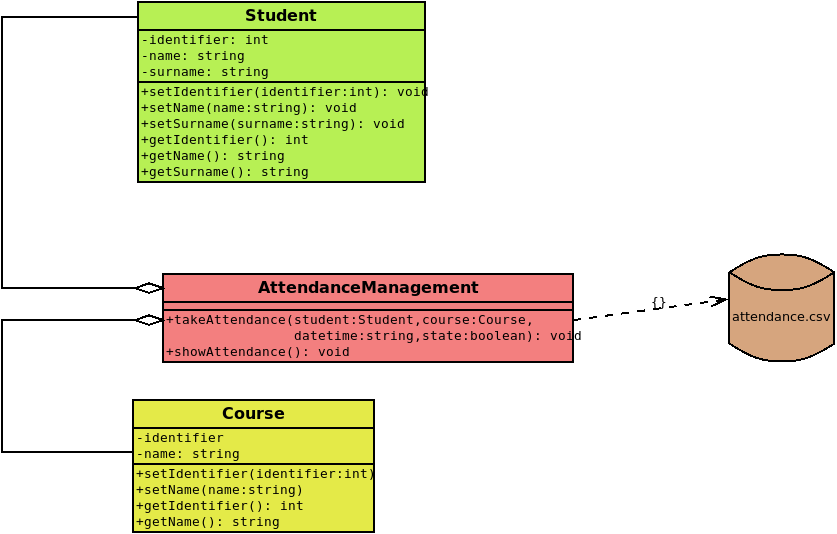 Student
-identifier: int
-name: string
-surname: string
+setIdentifier(identifier:int): void
+setName(name:string): void
+setSurname(surname:string): void
+getIdentifier(): int
+getName(): string
+getSurname(): string
AttendanceManagement
+takeAttendance(student:Student,course:Course,
datetime:string,state:boolean): void
+showAttendance(): void
{}
attendance.csv
Course
-identifier
-name: string
+setIdentifier(identifier:int)
+setName(name:string)
+getIdentifier(): int
+getName(): string